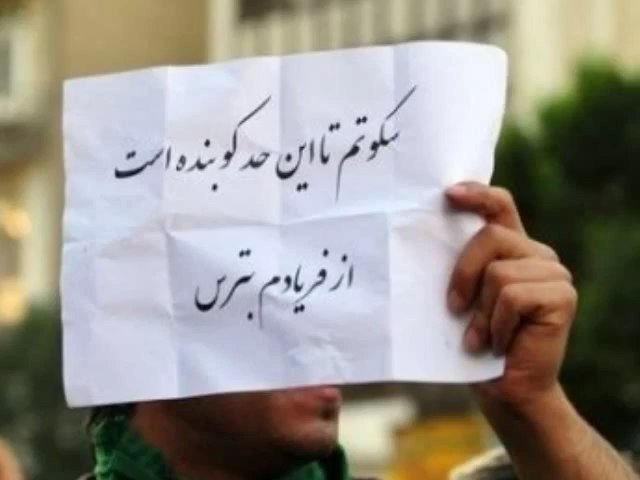 سکوتم تا این حد کوبنده است
از فریادم بترس